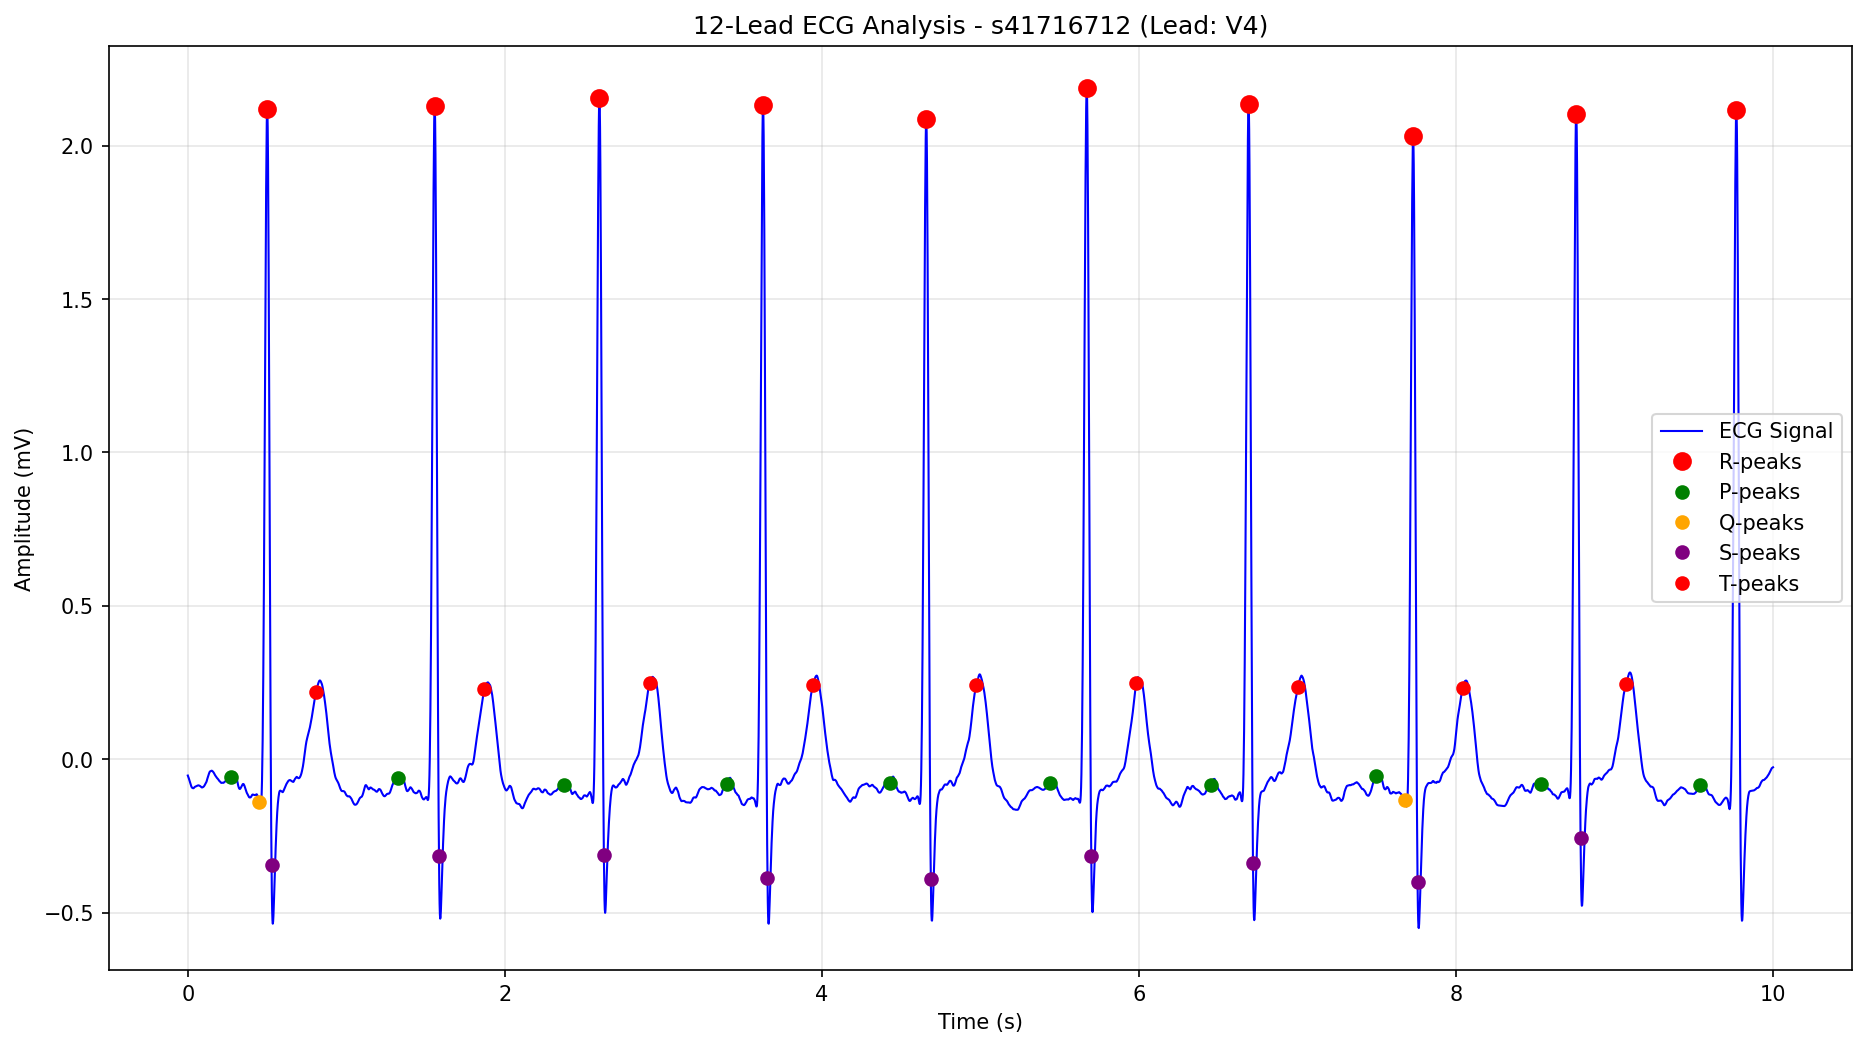 12-Lead ECG Analysis - s41716712 (Lead: V4)
Amplitude (mV)
2.0
1.5
1.0
0.5
0.0
−0.5
ECG Signal
R-peaks
P-peaks
Q-peaks
S-peaks
T-peaks
0 2 4 6 8 10
Time (s)